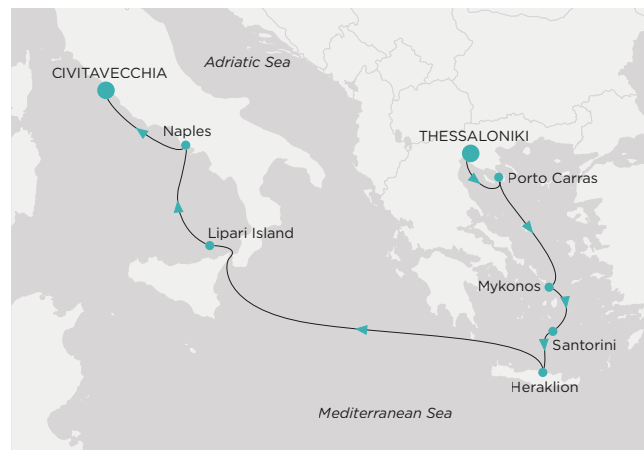 Adriatic Sea
CIVITAVECCHIA
Naples
THESSALONIKI
Porto Carras
Lipari Island
Mykonos
Santorini
Heraklion
Mediterranean Sea